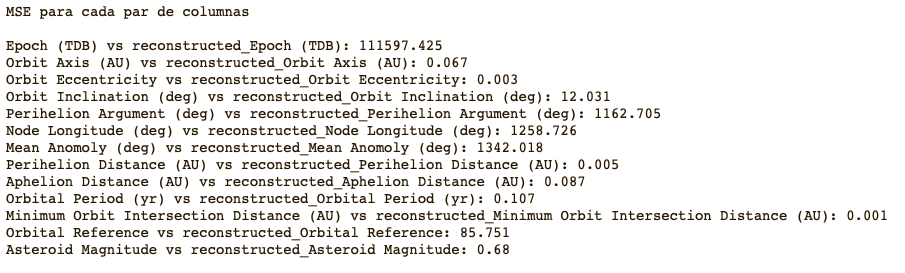 MSE para cada par de columnas
Epoch (TDB) vs reconstructed_Epoch (TDB): 111597.425
Orbit Axis (AU) vs reconstructed_Orbit Axis (AU): 0.067
Orbit Eccentricity vs reconstructed_Orbit Eccentricity: 0.003
Orbit Inclination (deg) vs reconstructed_Orbit Inclination (deg): 12.031
Perihelion Argument (deg) vs reconstructed_Perihelion Argument (deg): 1162.705
Node Longitude (deg) vs reconstructed_Node Longitude (deg): 1258.726
Mean Anomoly (deg) vs reconstructed_Mean Anomoly (deg): 1342.018
Perihelion Distance (AU) vs reconstructed_Perihelion Distance (AU): 0.005
Aphelion Distance (AU) vs reconstructed_Aphelion Distance (AU): 0.087
Orbital Period (yr) vs reconstructed_Orbital Period (yr): 0.107
Minimum Orbit Intersection Distance (AU) vs reconstructed_Minimum Orbit Intersection Distance (AU): 0.001
Orbital Reference vs reconstructed_Orbital Reference: 85.751
Asteroid Magnitude vs reconstructed_Asteroid Magnitude: 0.68